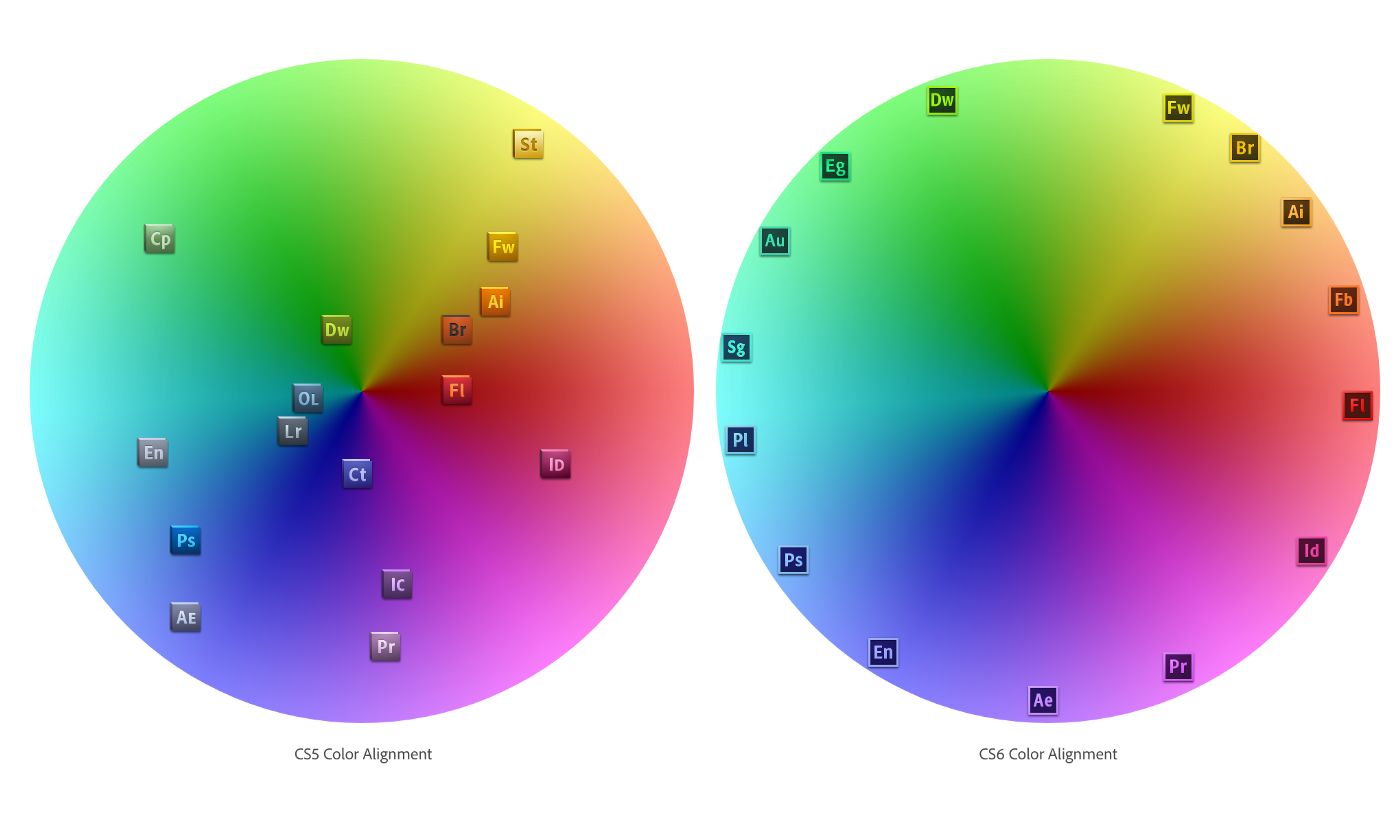 St
Cp
Fw
Ai
Dw
Br
Fl
OL
Lr
En
ID
Ct
Ps
Ic
AE
Pr
CS5 Color Alignment
Dw
Fw
Br
Eg
Ai
Au
Fb
Sg
Fl
Pl
Id
Ps
En
Pr
Ae
CS6 Color Alignment